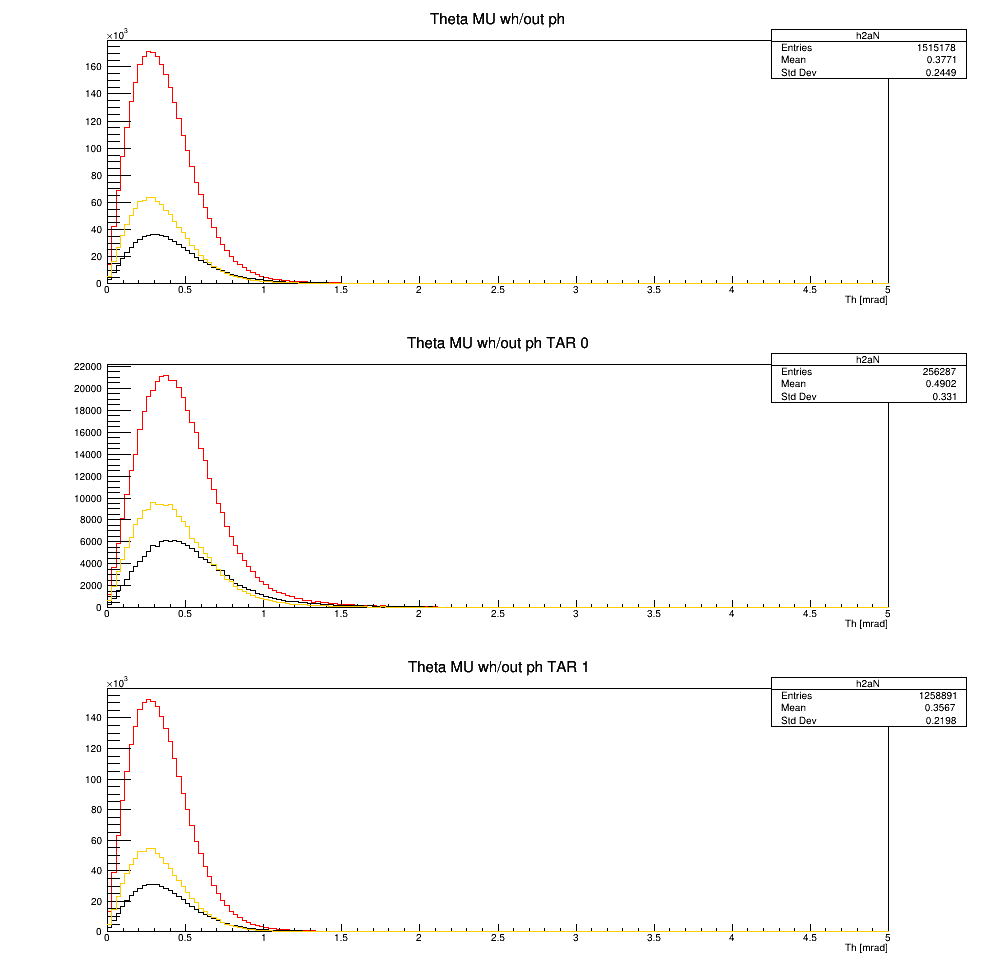 Theta MU wh/out ph
×10³
h2aN
Entries 1515178
Mean 0.3771
Std Dev 0.2449
160
140
120
100
80
60
40
20
0
0 0.5 1 1.5 2 2.5 3 3.5 4 4.5 5
Th [mrad]
Theta MU wh/out ph TAR 0
h2aN
Entries 256287
Mean 0.4902
Std Dev 0.331
22000
20000
18000
16000
14000
12000
10000
8000
6000
4000
2000
0
0 0.5 1 1.5 2 2.5 3 3.5 4 4.5 5
Th [mrad]
Theta MU wh/out ph TAR 1
×10³
h2aN
Entries 1258891
Mean 0.3567
Std Dev 0.2198
140
120
100
80
60
40
20
0
0 0.5 1 1.5 2 2.5 3 3.5 4 4.5 5
Th [mrad]